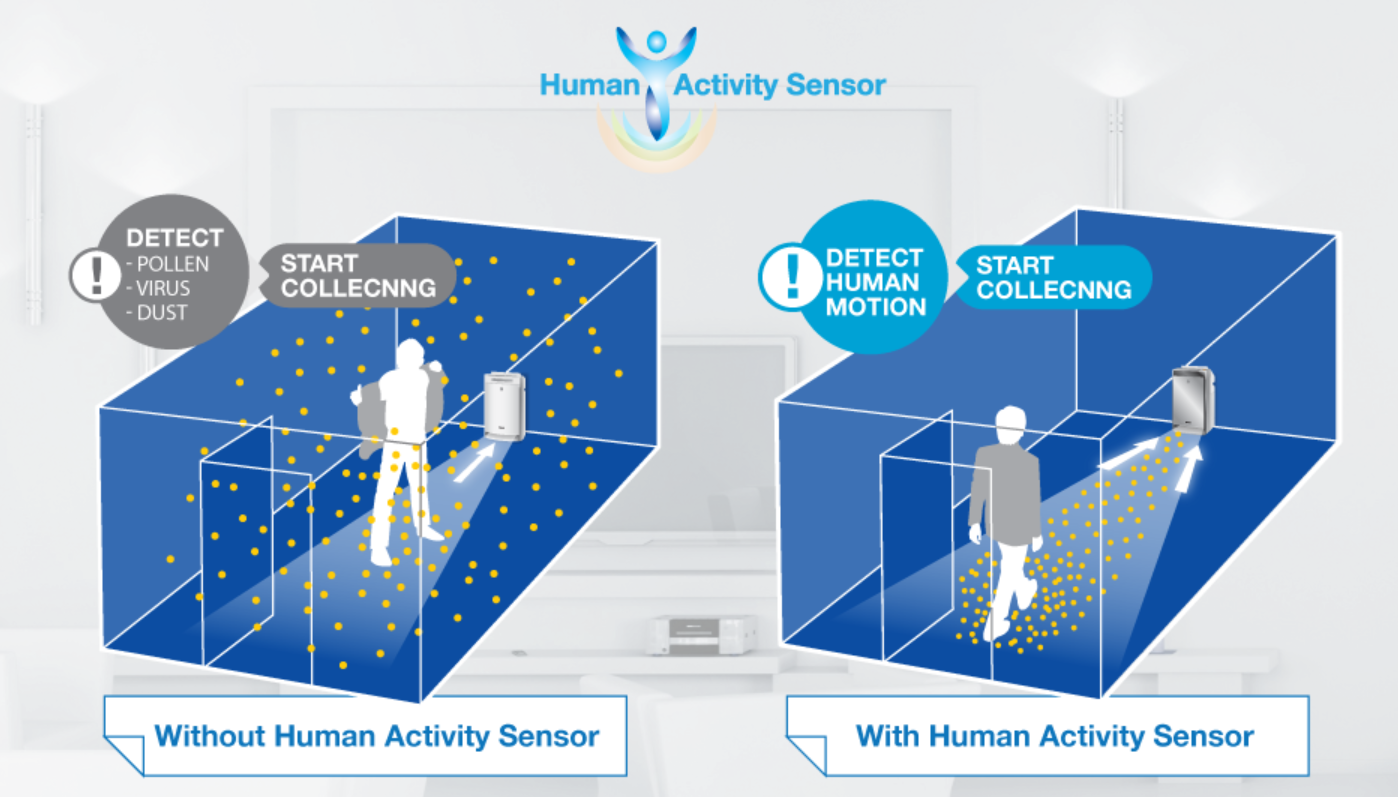 Human Activity Sensor
DETECT
- POLLEN
- VIRUS
- DUST
START
COLLECNNG
DETECT
HUMAN
MOTION
START
COLLECNNG
Without Human Activity Sensor
With Human Activity Sensor